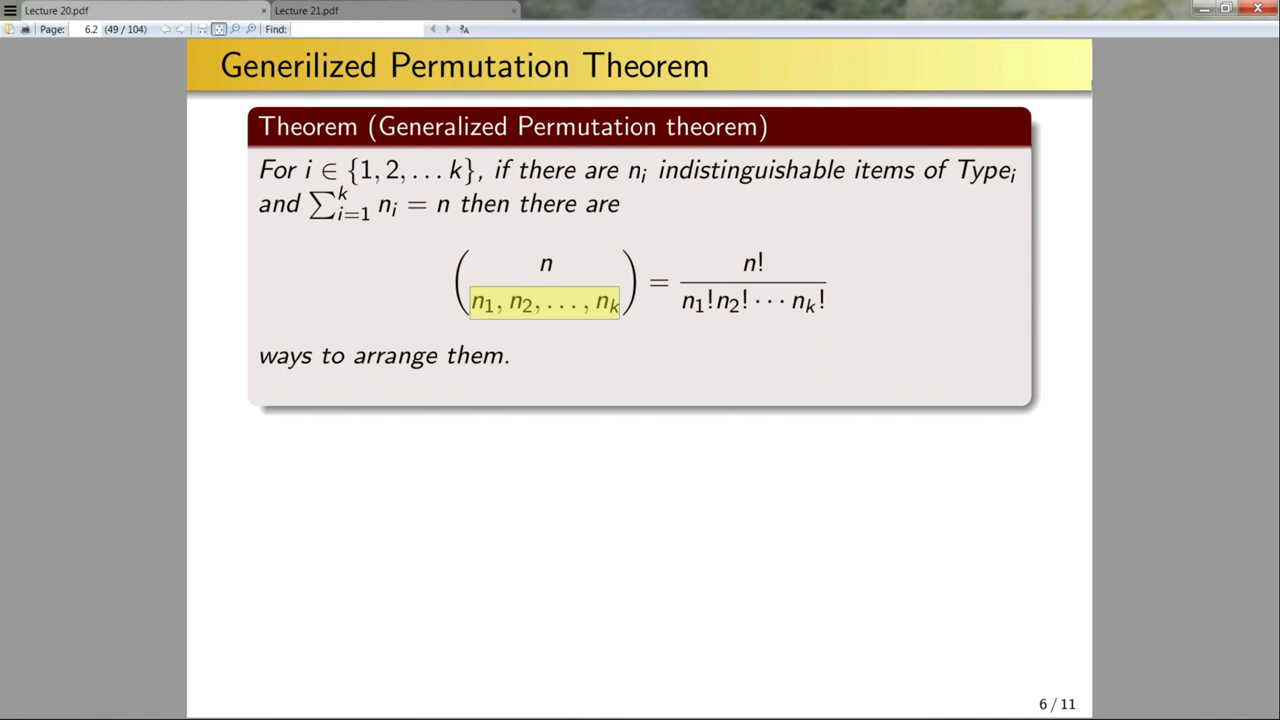 Lecture 20.pdf × Lecture 21.pdf ×
Page: 6.2 (49 / 104) Find:
Generilized Permutation Theorem
Theorem (Generalized Permutation theorem)
For i ∈ {1, 2, . . . k}, if there are nᵢ indistinguishable items of Typeᵢ
and ∑ᵏᵢ₌₁ nᵢ = n then there are
(n / n₁, n₂, . . . , nₖ) = n! / n₁!n₂! · · · nₖ!
ways to arrange them.
6 / 11